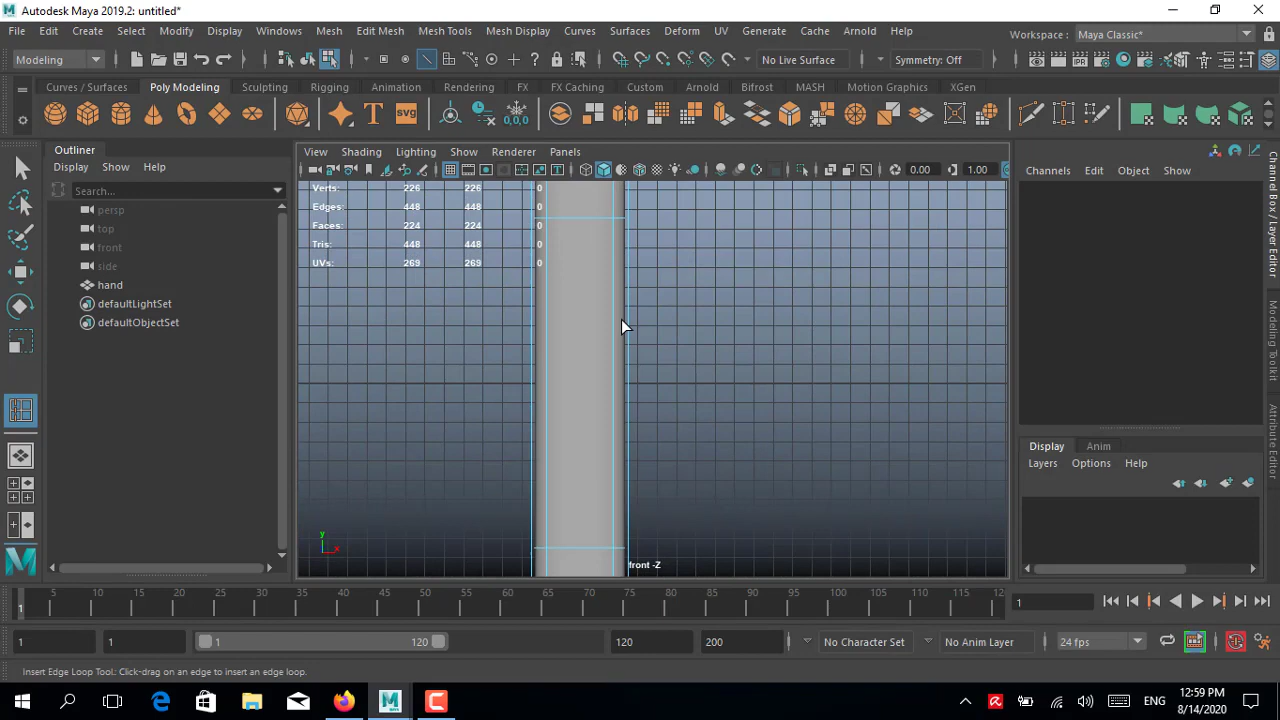 Autodesk Maya 2019.2: untitled*
File Edit Create Select Modify Display Windows Mesh Edit Mesh Mesh Tools Mesh Display Curves Surfaces Deform UV Generate Cache Arnold Help
Workspace : Maya Classic*
Modeling No Live Surface Symmetry: Off
Curves / Surfaces Poly Modeling Sculpting Rigging Animation Rendering FX FX Caching Custom Arnold Bifrost MASH Motion Graphics XGen
T svg 0,0,0
Outliner
Display Show Help
Search...
persp
top
front
side
hand
defaultLightSet
defaultObjectSet
View Shading Lighting Show Renderer Panels
0.00 1.00
Verts: 226 226 0
Edges: 448 448 0
Faces: 224 224 0
Tris: 448 448 0
UVs: 269 269 0
y
x
front -Z
Channels Edit Object Show
Display Anim
Layers Options Help
Channel Box / Layer Editor
Modeling Toolkit
Attribute Editor
5 10 15 20 25 30 35 40 45 50 55 60 65 70 75 80 85 90 95 100 105 110 115 12
1
1
1 1 1 120 120 200 No Character Set No Anim Layer 24 fps
Insert Edge Loop Tool: Click-drag on an edge to insert an edge loop.
ENG
12:59 PM
8/14/2020